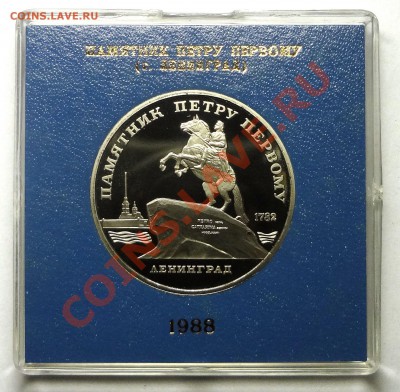 COINS.LAVE.RU
ПАМЯТНИК ПЕТРУ ПЕРВОМУ
(г. ЛЕНИНГРАД)
ПАМЯТНИК ПЕТРУ ПЕРВОМУ
1782
ЛЕНИНГРАД
1988
COINS.LAVE.RU